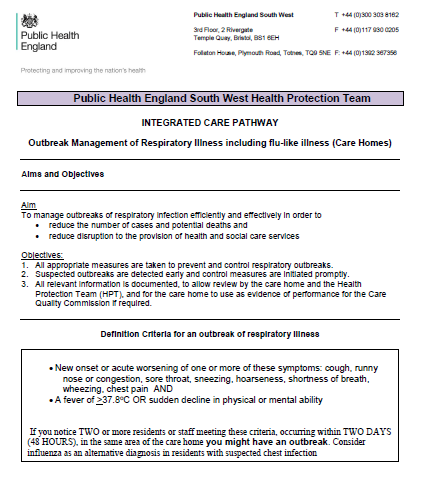 Public Health
England
Protecting and improving the nation's health
Public Health England South West
3rd Floor, 2 Rivergate
Temple Quay, Bristol, BS1 6EH
Follaton House, Plymouth Road, Totnes, TQ9 5NE
T +44 (0)300 303 8162
F +44 (0)117 930 0205
F: +44 (0)1392 367356
Public Health England South West Health Protection Team
INTEGRATED CARE PATHWAY
Outbreak Management of Respiratory Illness including flu-like illness (Care Homes)
Aims and Objectives
Aim
To manage outbreaks of respiratory infection efficiently and effectively in order to
• reduce the number of cases and potential deaths and
• reduce disruption to the provision of health and social care services
Objectives:
1. All appropriate measures are taken to prevent and control respiratory outbreaks.
2. Suspected outbreaks are detected early and control measures are initiated promptly.
3. All relevant information is documented, to allow review by the care home and the Health
Protection Team (HPT), and for the care home to use as evidence of performance for the Care
Quality Commission if required.
Definition Criteria for an outbreak of respiratory illness
• New onset or acute worsening of one or more of these symptoms: cough, runny
nose or congestion, sore throat, sneezing, hoarseness, shortness of breath,
wheezing, chest pain AND
• A fever of ≥37.8ºC OR sudden decline in physical or mental ability
If you notice TWO or more residents or staff meeting these criteria, occurring within TWO DAYS
(48 HOURS), in the same area of the care home you might have an outbreak. Consider
influenza as an alternative diagnosis in residents with suspected chest infection